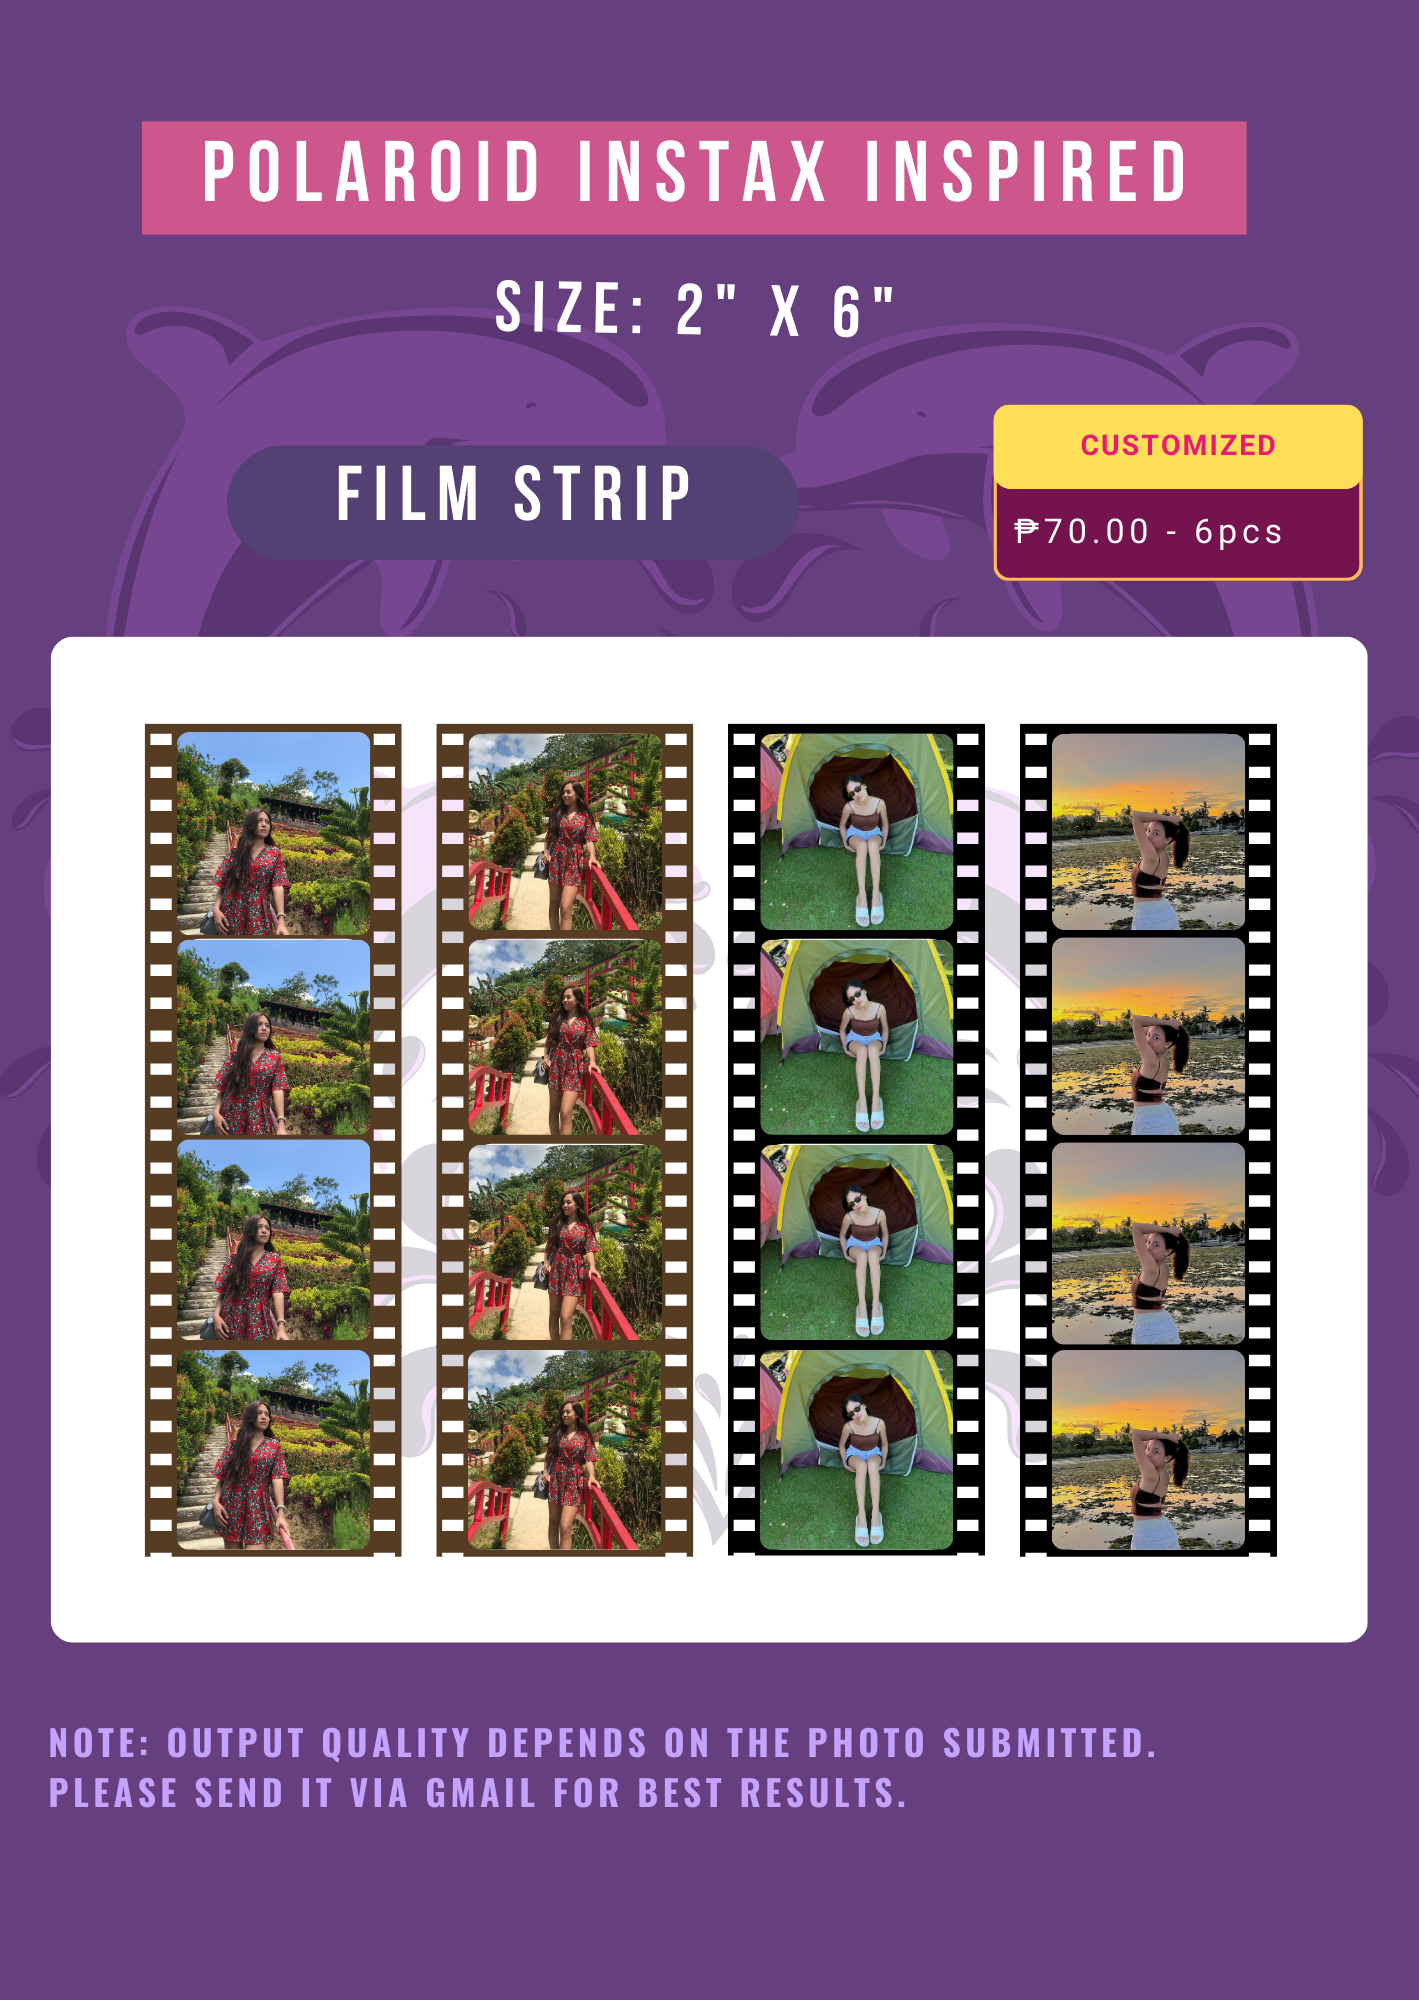 POLAROID INSTAX INSPIRED
SIZE: 2" X 6"
FILM STRIP
CUSTOMIZED
₱70.00 - 6pcs
NOTE: OUTPUT QUALITY DEPENDS ON THE PHOTO SUBMITTED.
PLEASE SEND IT VIA GMAIL FOR BEST RESULTS.